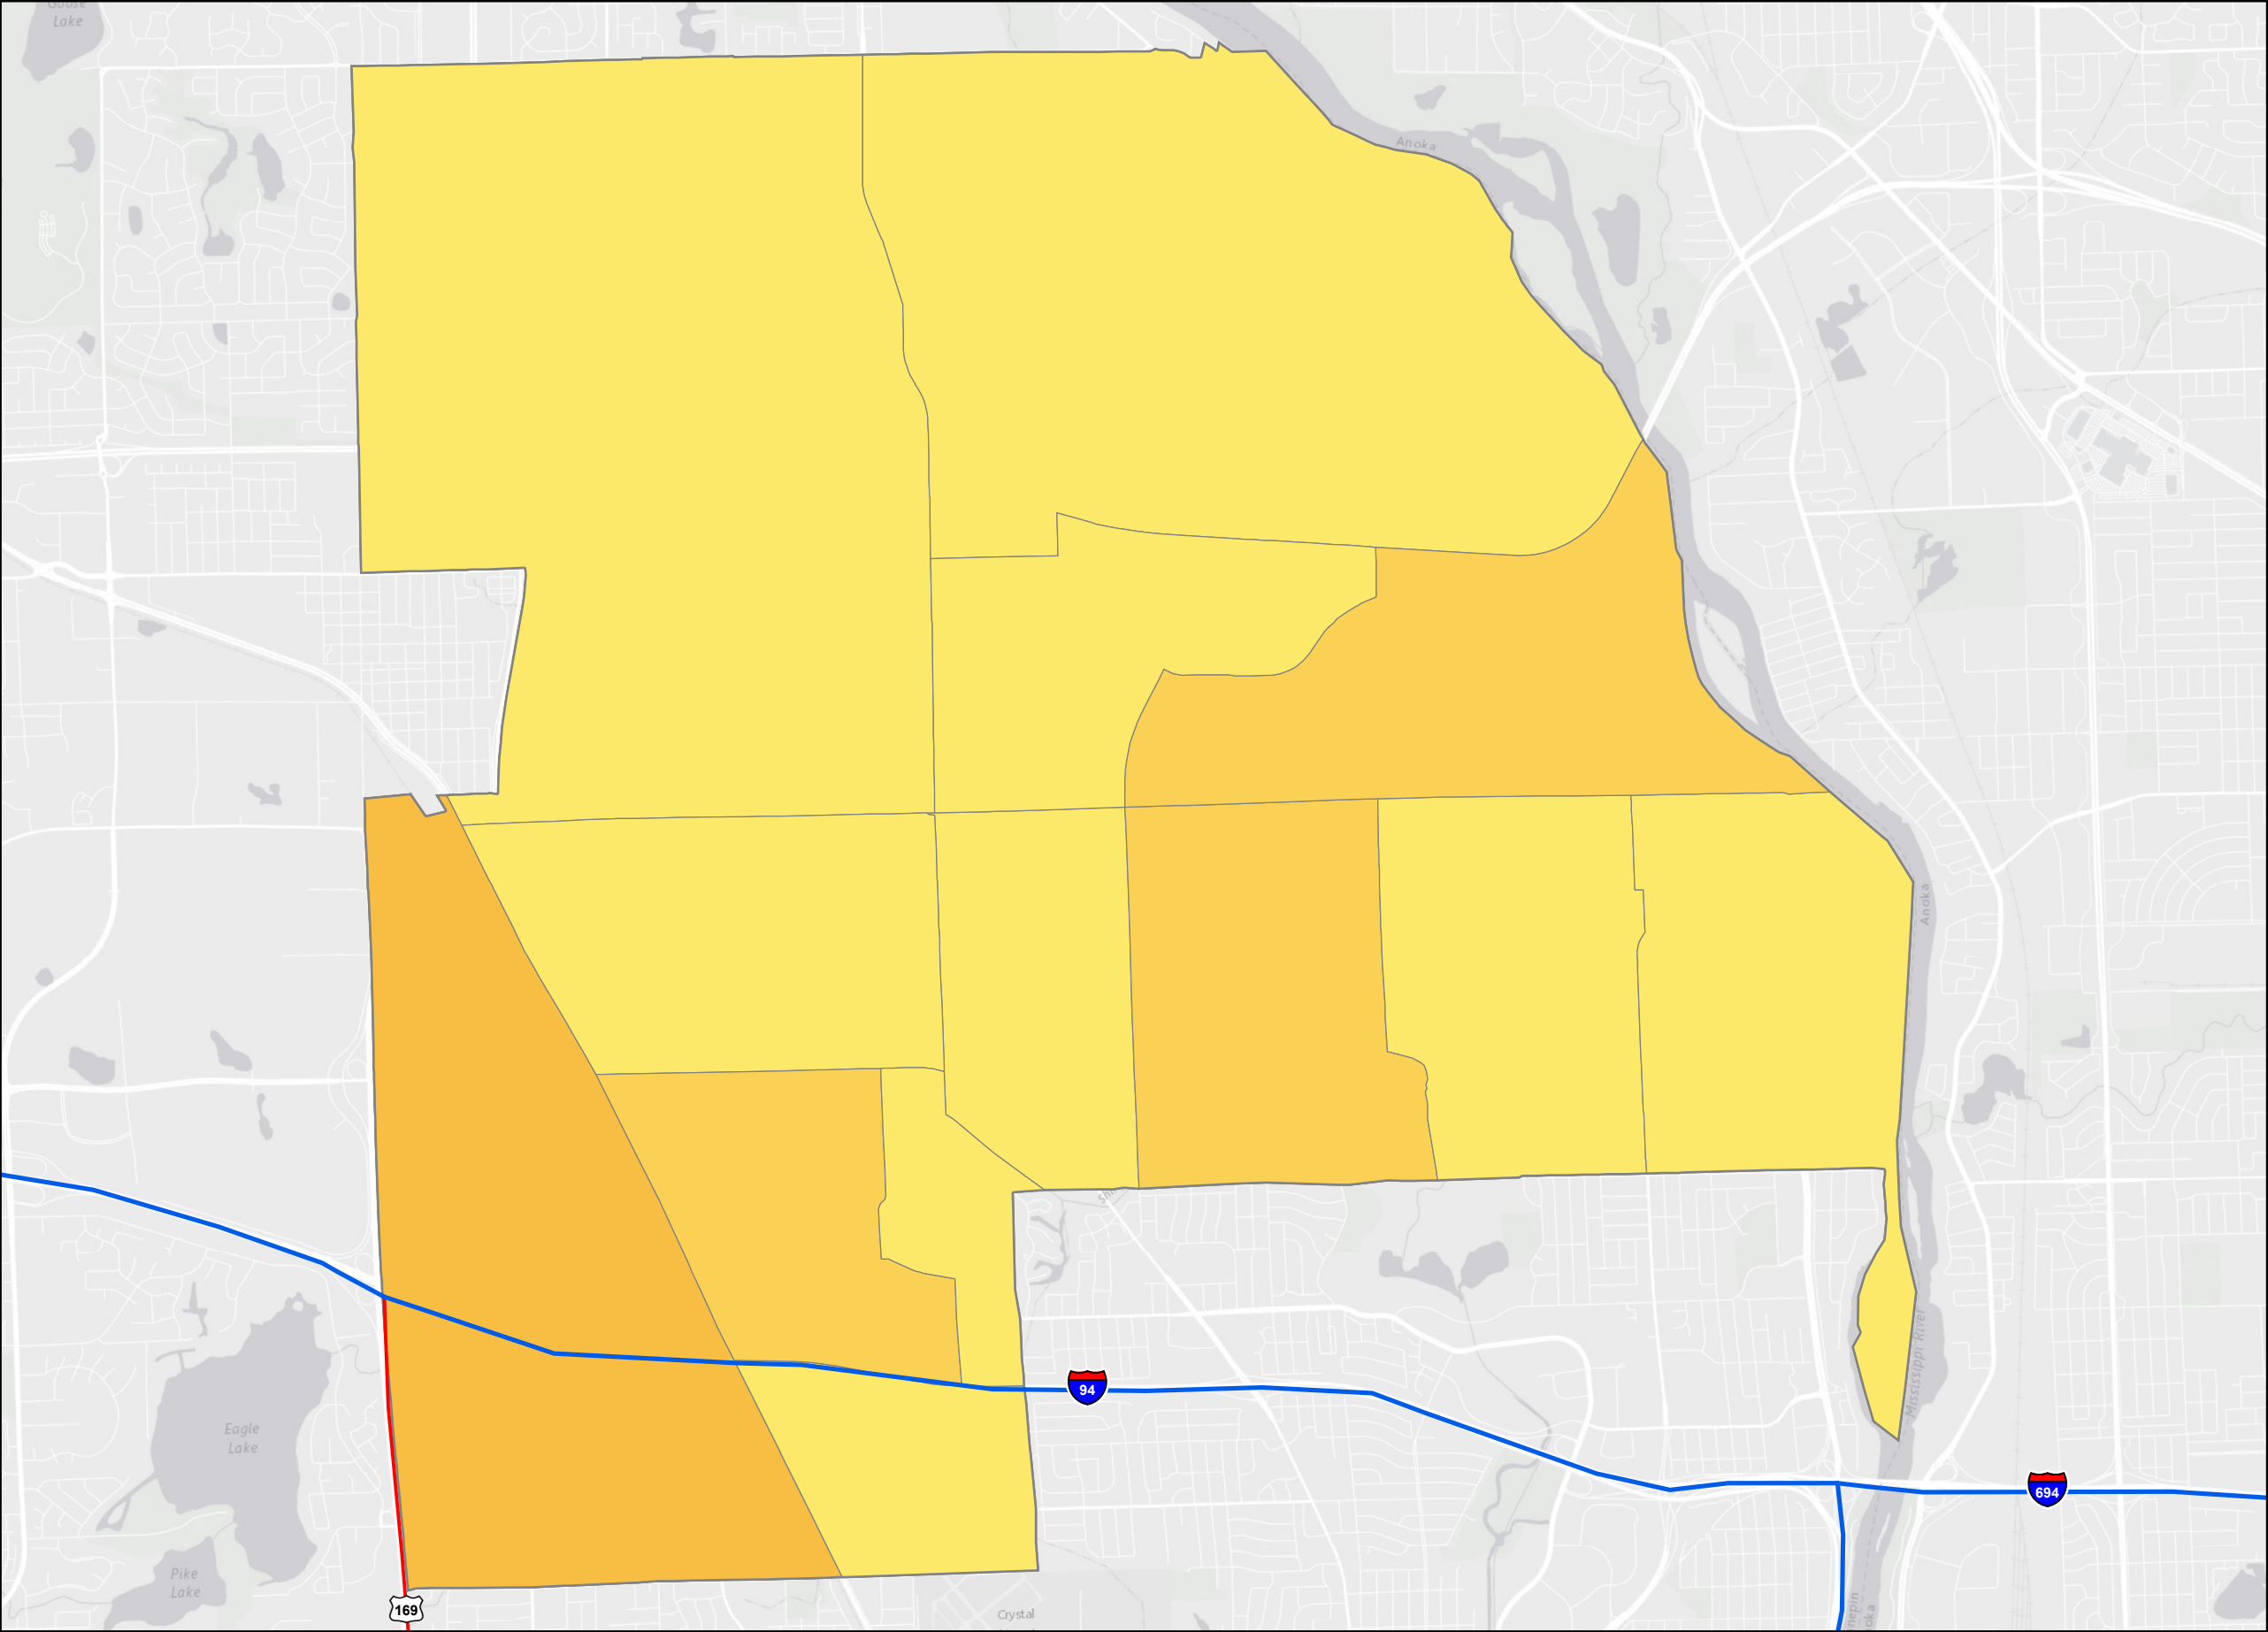 Goose
Lake
Anoka
Anoka
Eagle
Lake
94
Mississippi River
694
Pike
Lake
169
Crystal